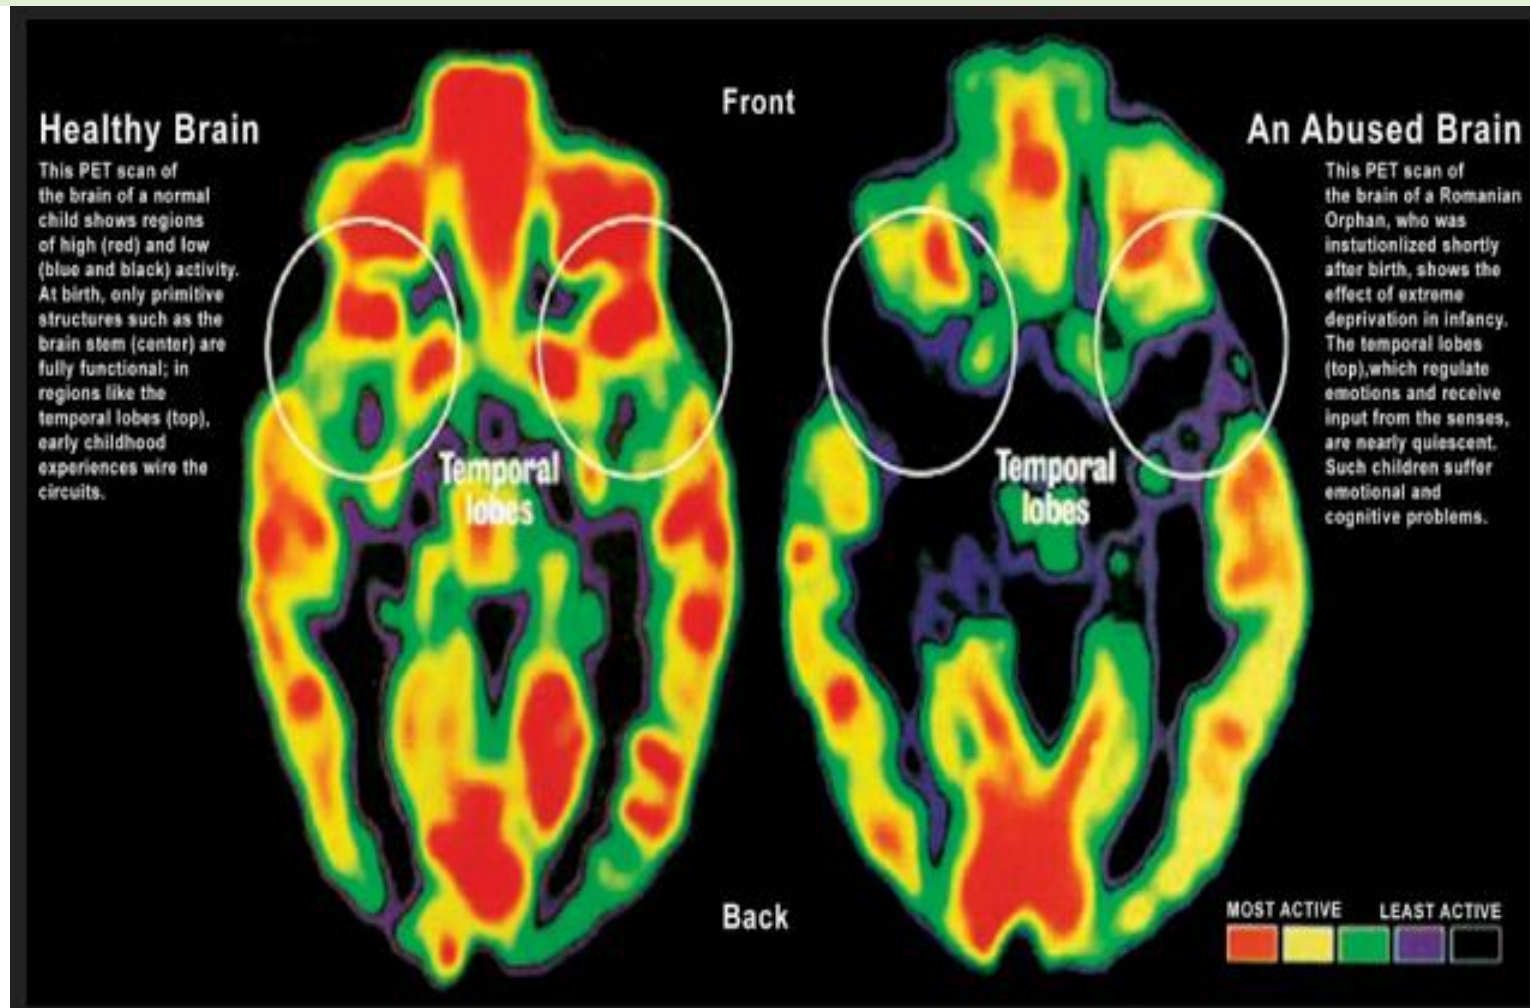 Healthy Brain
This PET scan of
the brain of a normal
child shows regions
of high (red) and low
(blue and black) activity.
At birth, only primitive
structures such as the
brain stem (center) are
fully functional; in
regions like the
temporal lobes (top),
early childhood
experiences wire the
circuits.
Front
Temporal
lobes
Back
An Abused Brain
This PET scan of
the brain of a Romanian
Orphan, who was
instutionlized shortly
after birth, shows the
effect of extreme
deprivation in infancy.
The temporal lobes
(top),which regulate
emotions and receive
input from the senses,
are nearly quiescent.
Such children suffer
emotional and
cognitive problems.
Temporal
lobes
MOST ACTIVE LEAST ACTIVE